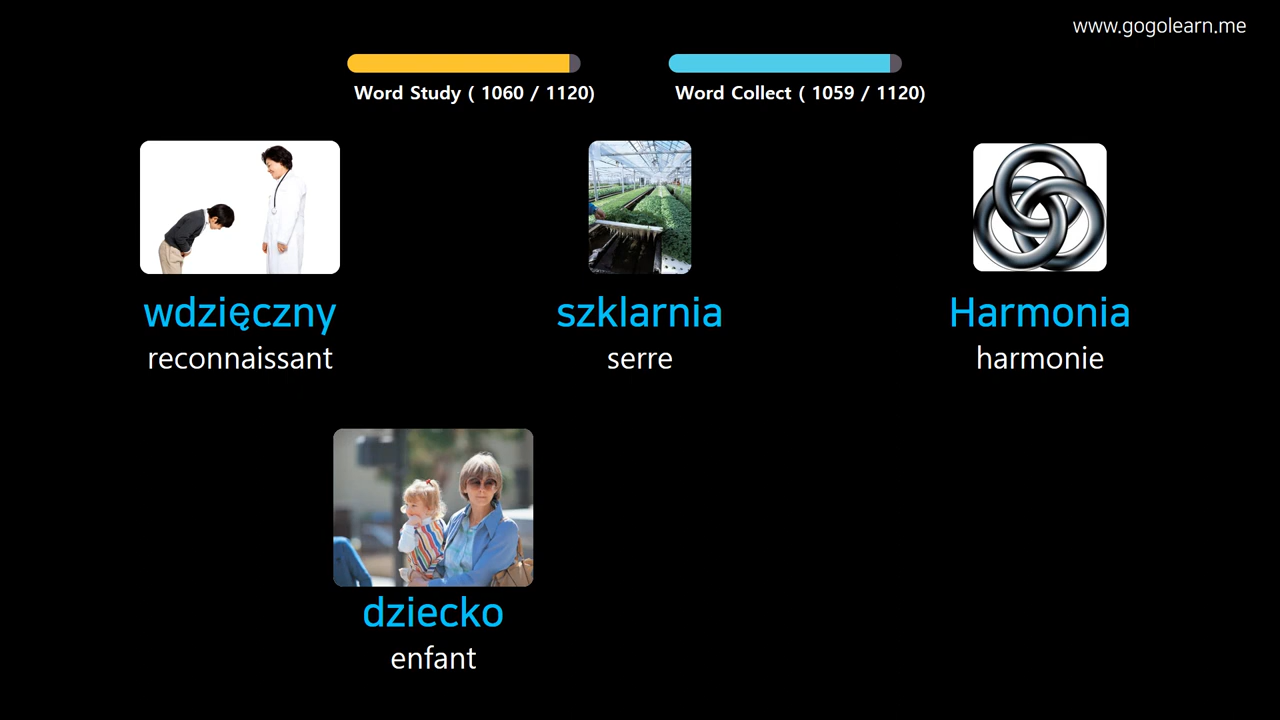 www.gogolearn.me
Word Study ( 1060 / 1120)
Word Collect ( 1059 / 1120)
wdzięczny
reconnaissant
szklarnia
serre
Harmonia
harmonie
dziecko
enfant